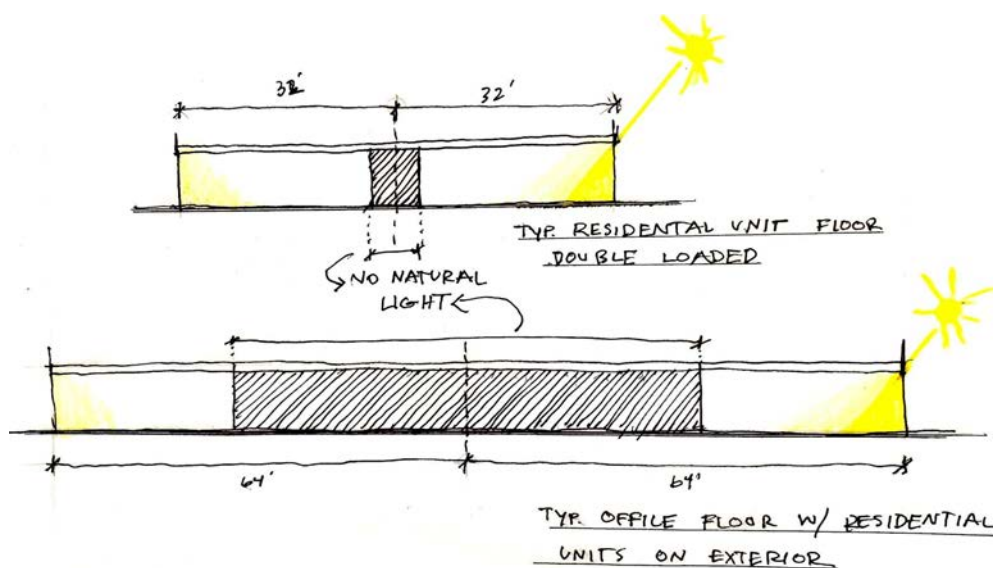 32'
32'
TYP. RESIDENTAL UNIT FLOOR
DOUBLE LOADED
NO NATURAL
LIGHT
64'
64'
TYP. OFFICE FLOOR W/ RESIDENTIAL
UNITS ON EXTERIOR